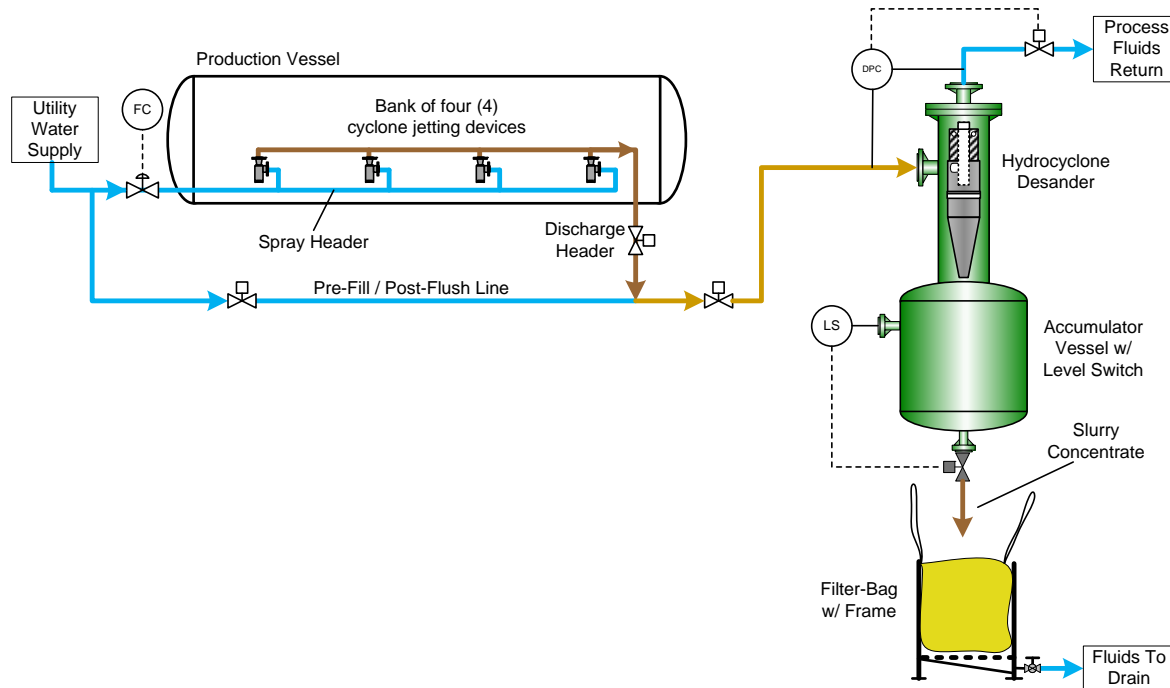 Process
Fluids
Return
Production Vessel
DPC
Utility
Water
Supply
FC
Bank of four (4)
cyclone jetting devices
Hydrocyclone
Desander
Spray Header
Discharge
Header
Pre-Fill / Post-Flush Line
LS
Accumulator
Vessel w/
Level Switch
Slurry
Concentrate
Filter-Bag
w/ Frame
Fluids To
Drain